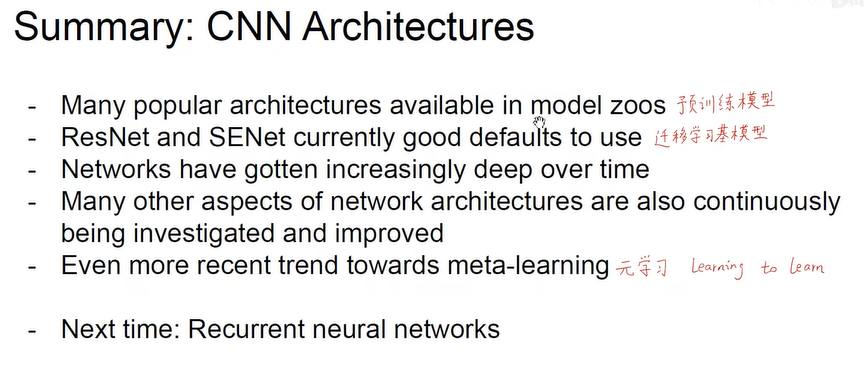 Summary: CNN Architectures
- Many popular architectures available in model zoos 预训练模型
- ResNet and SENet currently good defaults to use 迁移学习基模型
- Networks have gotten increasingly deep over time
- Many other aspects of network architectures are also continuously
being investigated and improved
- Even more recent trend towards meta-learning 元学习 Learning to learn
- Next time: Recurrent neural networks